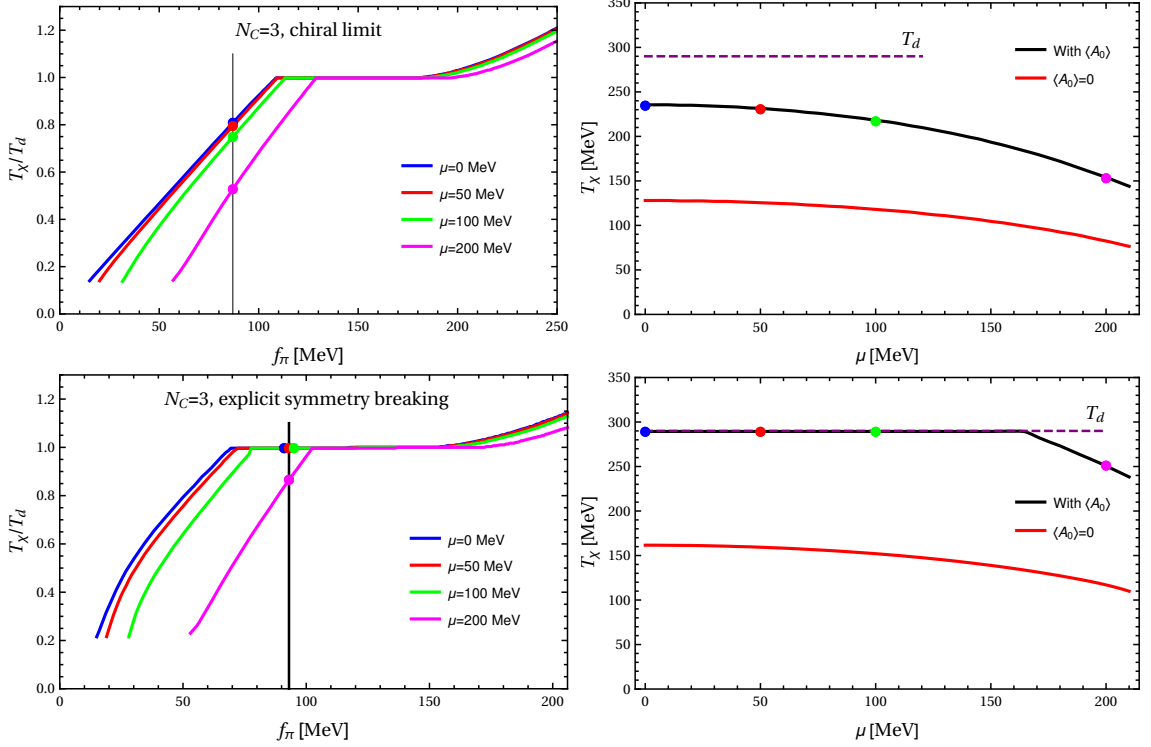 N_C=3, chiral limit
T_χ/T_d
1.2
1.0
0.8
0.6
0.4
0.2
0.0
μ=0 MeV
μ=50 MeV
μ=100 MeV
μ=200 MeV
0 50 100 150 200 250
f_π [MeV]
T_χ [MeV]
350
300
250
200
150
100
50
0
T_d
With ⟨A_0⟩
⟨A_0⟩=0
0 50 100 150 200
μ [MeV]
N_C=3, explicit symmetry breaking
T_χ/T_d
1.2
1.0
0.8
0.6
0.4
0.2
0.0
μ=0 MeV
μ=50 MeV
μ=100 MeV
μ=200 MeV
0 50 100 150 200
f_π [MeV]
T_χ [MeV]
350
300
250
200
150
100
50
0
T_d
With ⟨A_0⟩
⟨A_0⟩=0
0 50 100 150 200
μ [MeV]